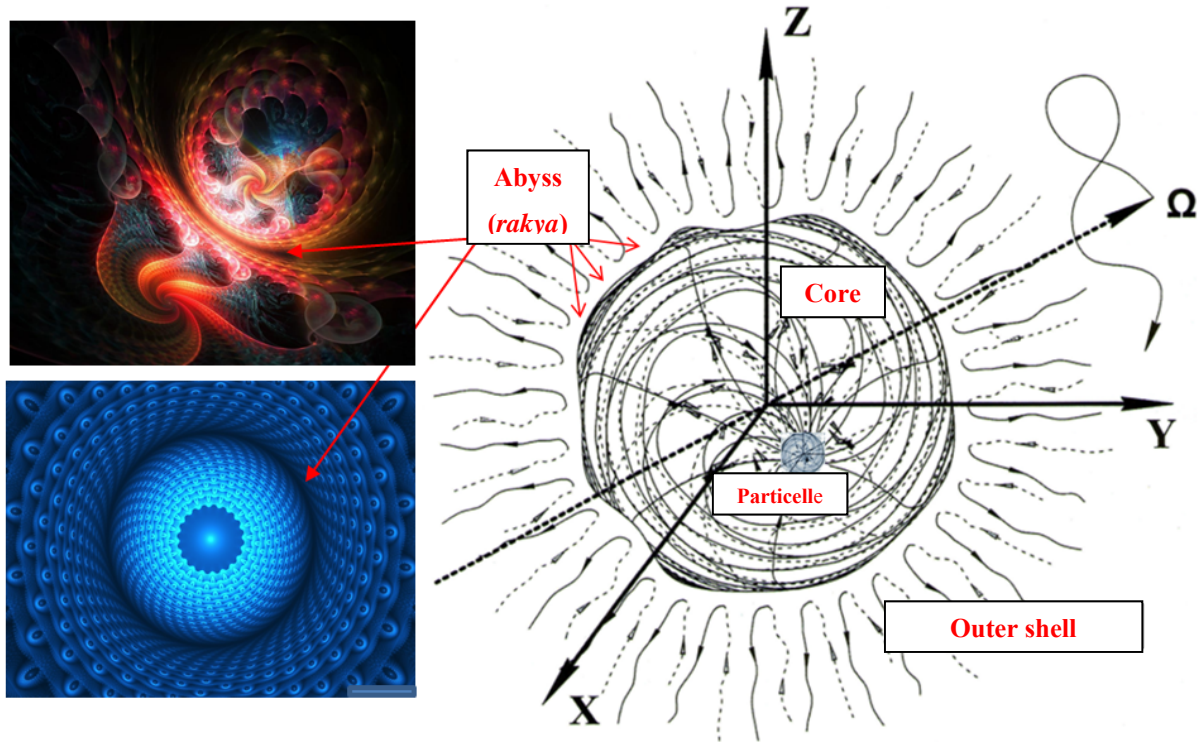 Z
Abyss
(rakya)
Ω
Core
Y
Particelle
Outer shell
X